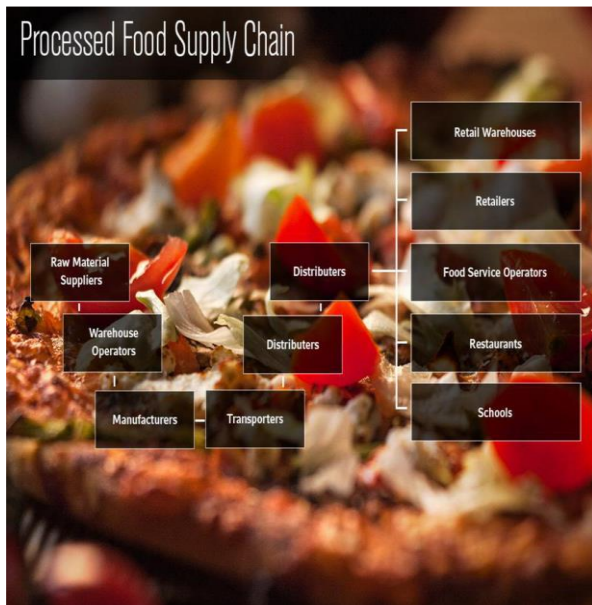 Processed Food Supply Chain
Raw Material
Suppliers
Warehouse
Operators
Manufacturers
Transporters
Distributers
Distributers
Retail Warehouses
Retailers
Food Service Operators
Restaurants
Schools